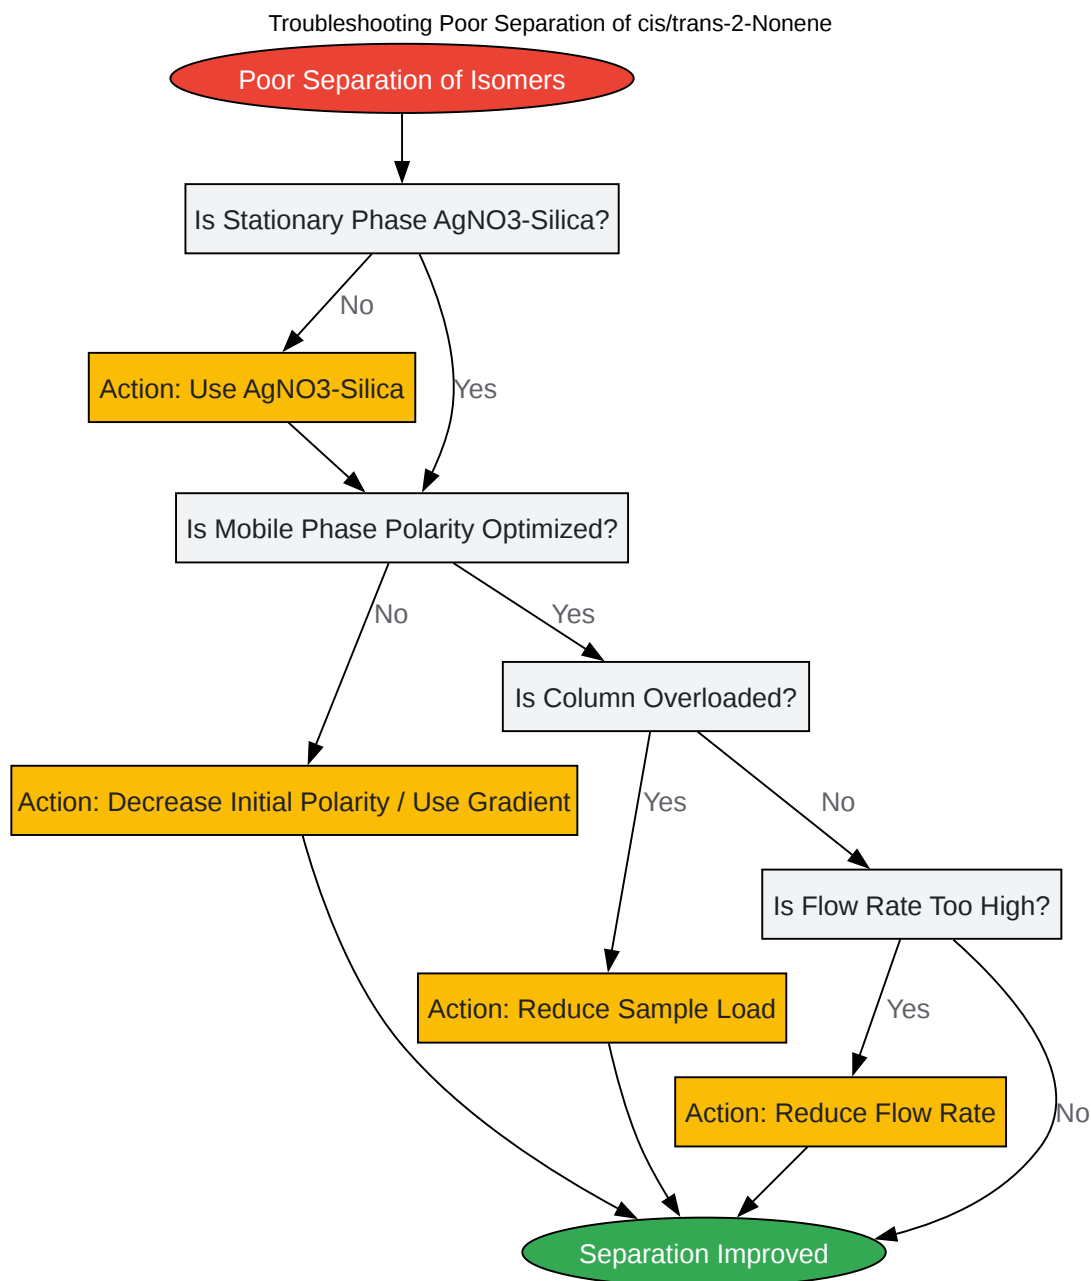 Troubleshooting Poor Separation of cis/trans-2-Nonene
Poor Separation of Isomers
Is Stationary Phase AgNO3-Silica?
No
Action: Use AgNO3-Silica
Yes
Is Mobile Phase Polarity Optimized?
No
Yes
Is Column Overloaded?
Action: Decrease Initial Polarity / Use Gradient
Yes
No
Is Flow Rate Too High?
Action: Reduce Sample Load
Yes
Action: Reduce Flow Rate
No
Separation Improved